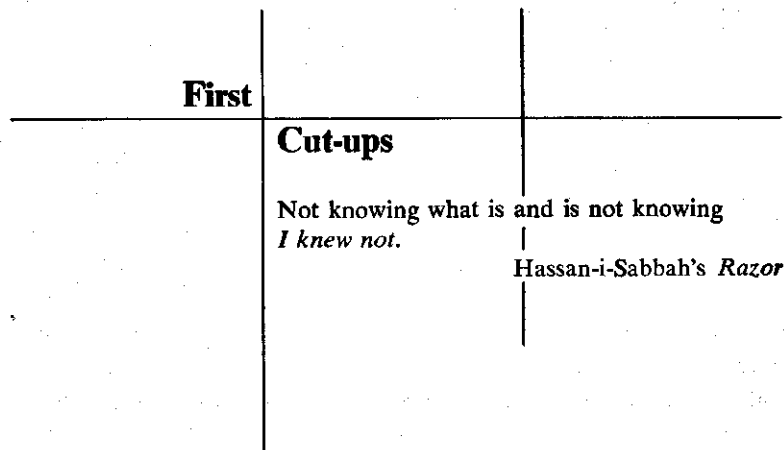 First
Cut-ups
Not knowing what is and is not knowing
I knew not.
Hassan-i-Sabbah's Razor